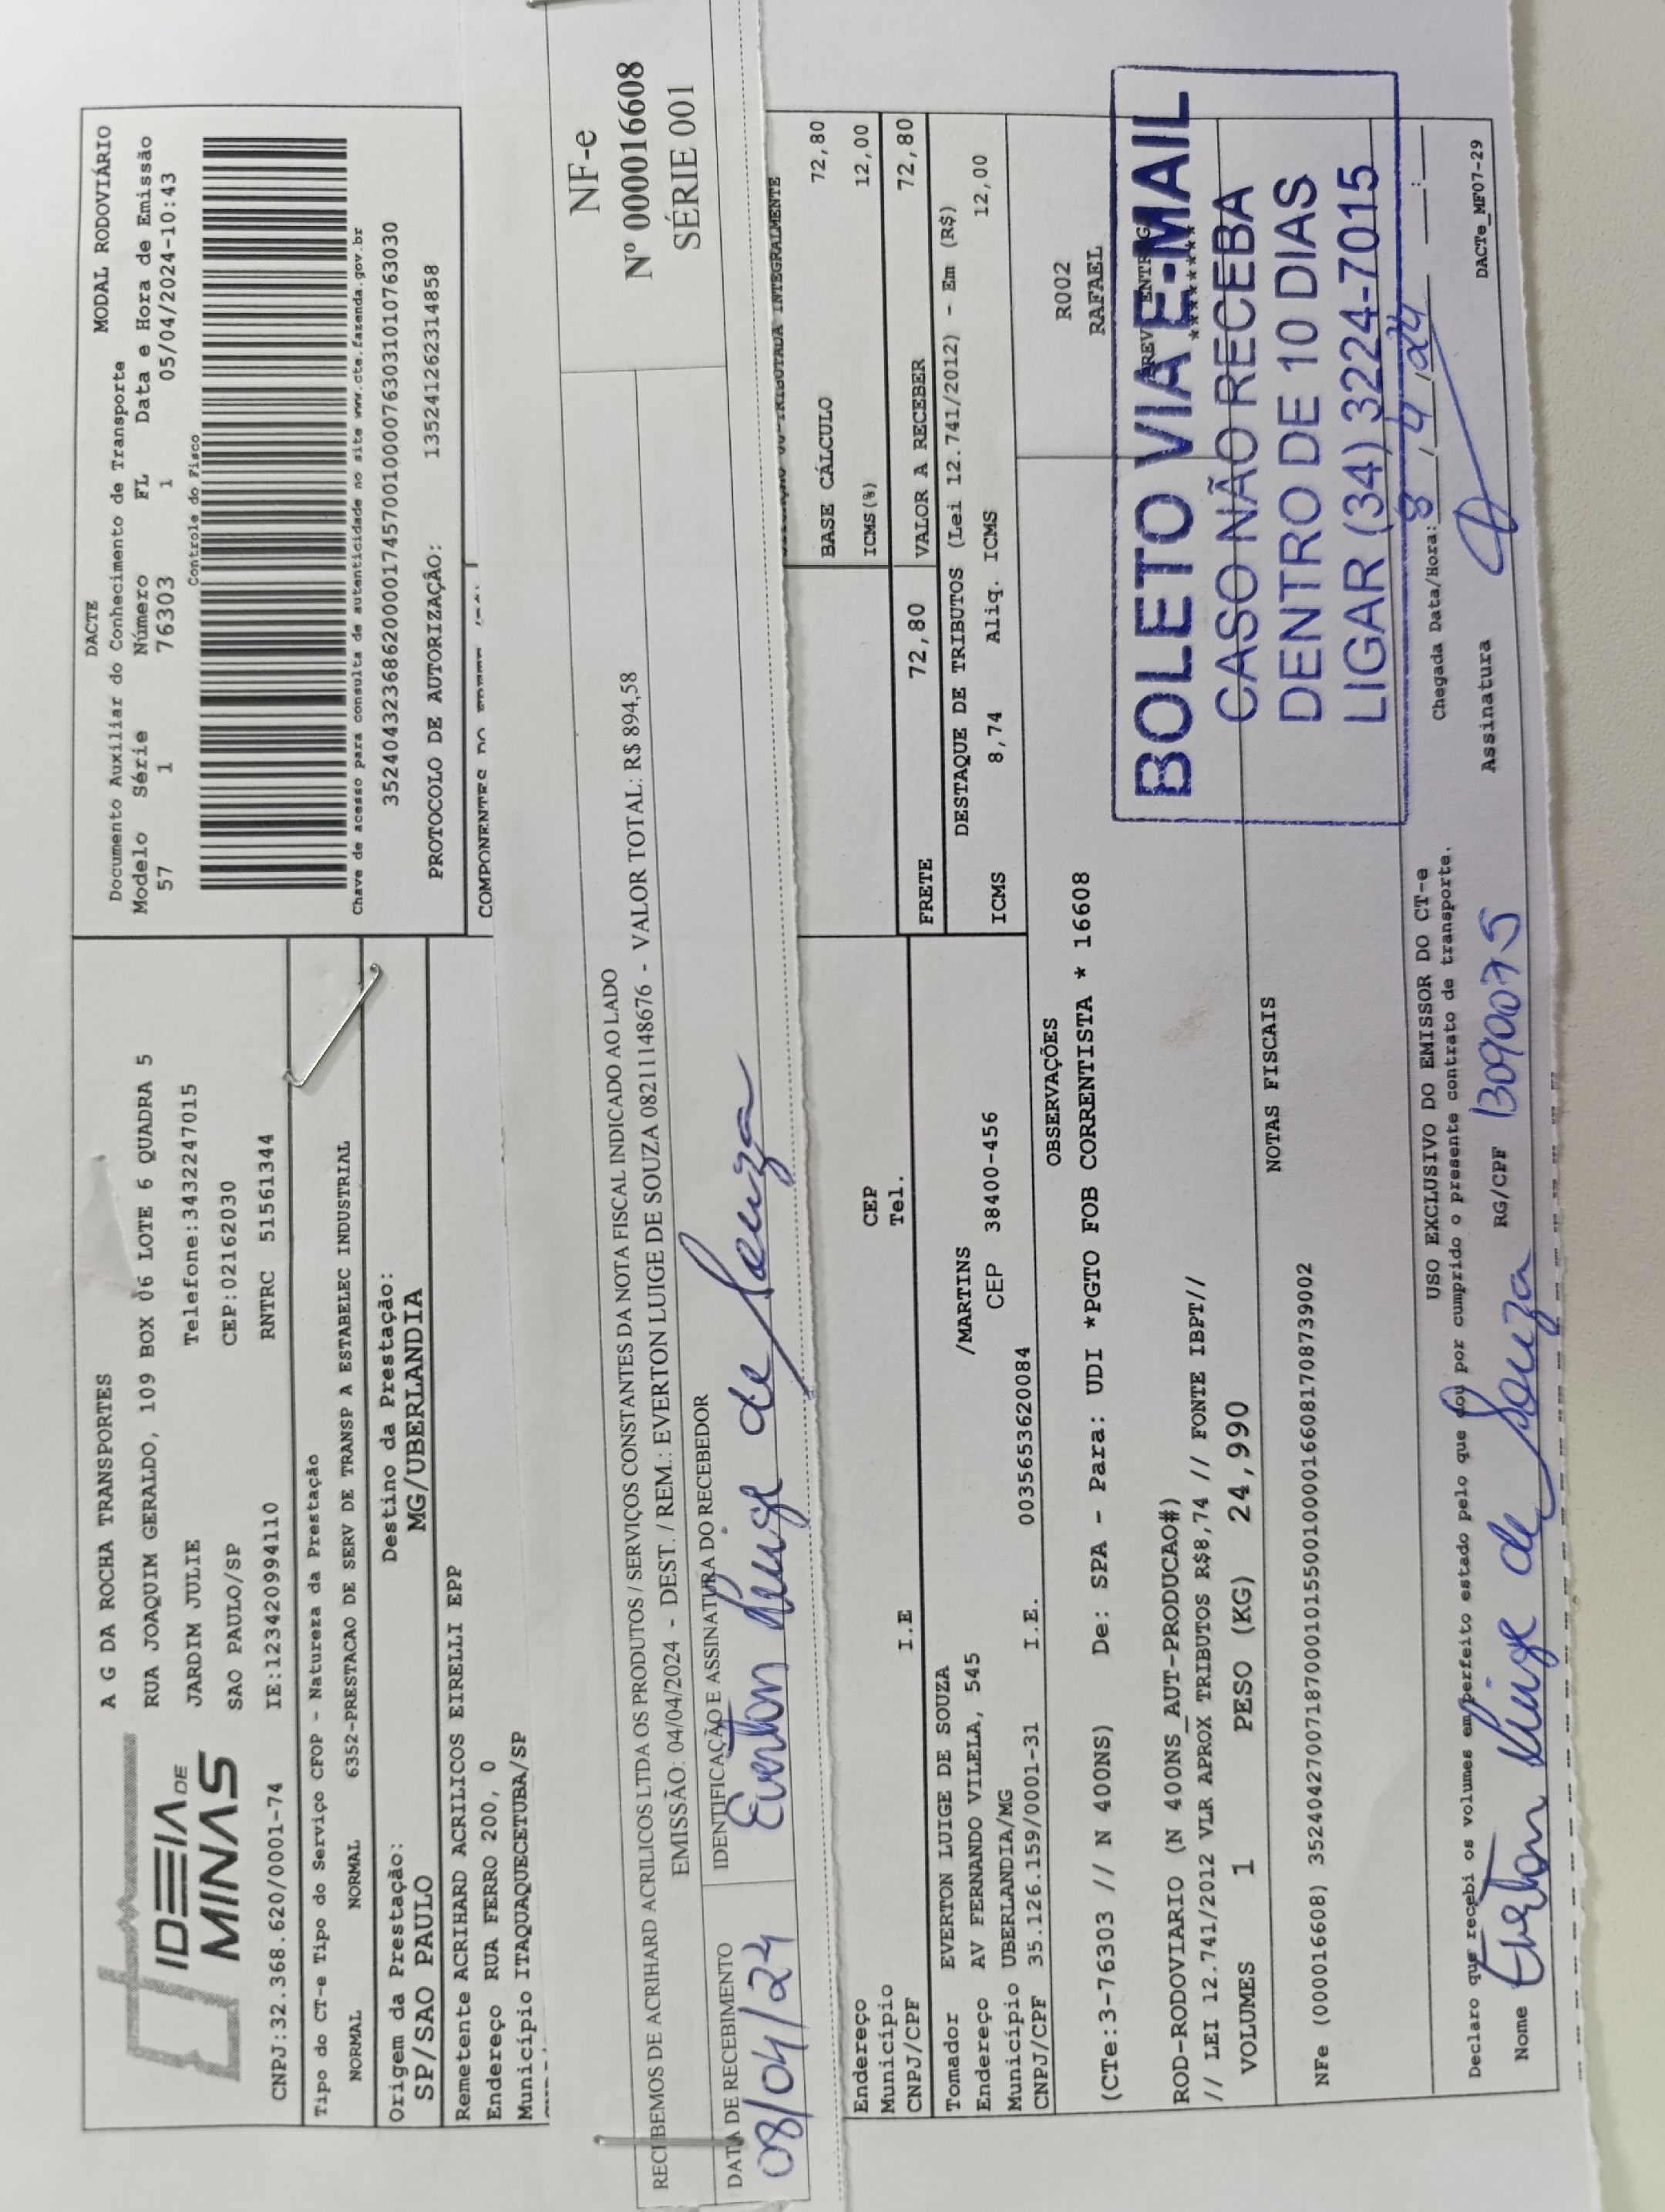 IDEIA DE
MINAS
A G DA ROCHA TRANSPORTES
RUA JOAQUIM GERALDO, 109 BOX 06 LOTE 6 QUADRA 5
JARDIM JULIE Telefone:3432247015
SAO PAULO/SP CEP:02162030
CNPJ:32.368.620/0001-74 IE:123420994110 RNTRC 51561344
Tipo do CT-e Tipo do Serviço CFOP - Natureza da Prestação
NORMAL NORMAL 6352-PRESTACAO DE SERV DE TRANSP A ESTABELEC INDUSTRIAL
Origem da Prestação: Destino da Prestação:
SP/SAO PAULO MG/UBERLANDIA
Remetente ACRIHARD ACRILICOS EIRELLI EPP
Endereço RUA FERRO 200, 0
Município ITAQUAQUECETUBA/SP
DACTE MODAL RODOVIÁRIO
Documento Auxiliar do Conhecimento de Transporte
Modelo Série Número FL Data e Hora de Emissão
57 1 76303 1 05/04/2024-10:43
Controle do Fisco
Chave de acesso para consulta de autenticidade no site www.cte.fazenda.gov.br
35240432368620000174570010000763031010763030
PROTOCOLO DE AUTORIZAÇÃO: 135241262314858
RECEBEMOS DE ACRIHARD ACRILICOS LTDA OS PRODUTOS / SERVIÇOS CONSTANTES DA NOTA FISCAL INDICADO AO LADO
EMISSÃO: 04/04/2024 - DEST. / REM.: EVERTON LUIGE DE SOUZA 08211148676 - VALOR TOTAL: R$ 894,58
DATA DE RECEBIMENTO IDENTIFICAÇÃO E ASSINATURA DO RECEBEDOR
08/04/24 Everton Luige de Souza
NF-e
Nº 000016608
SÉRIE 001
INTEGRALMENTE
BASE CÁLCULO 72,80
ICMS(%) 12,00
Endereço
Município CEP
CNPJ/CPF I.E Tel.
FRETE 72,80 VALOR A RECEBER 72,80
DESTAQUE DE TRIBUTOS (Lei 12.741/2012) - Em (R$)
ICMS 8,74 Aliq. ICMS 12,00
Tomador EVERTON LUIGE DE SOUZA
Endereço AV FERNANDO VILELA, 545 /MARTINS
Município UBERLANDIA/MG CEP 38400-456
CNPJ/CPF 35.126.159/0001-31 I.E. 0035653620084
OBSERVAÇÕES
(CTe:3-76303 // N 400NS) De: SPA - Para: UDI *PGTO FOB CORRENTISTA * 16608
ROD-RODOVIARIO (N 400NS_AUT-PRODUCAO#)
// LEI 12.741/2012 VLR APROX TRIBUTOS R$8,74 // FONTE IBPT//
VOLUMES 1 PESO (KG) 24,990
R002
RAFAEL
BOLETO VIA E-MAIL
CASO NÃO RECEBA
DENTRO DE 10 DIAS
LIGAR (34) 3224-7015
NOTAS FISCAIS
NFe (000016608) 35240427007187000101550010000166081708739002
USO EXCLUSIVO DO EMISSOR DO CT-e
Declaro que recebi os volumes em perfeito estado pelo que dou por cumprido o presente contrato de transporte.
Chegada Data/Hora: 8/4/24 __:__
Nome Everton Luige de Souza RG/CPF 13090075 Assinatura
DACTe_MF07-29